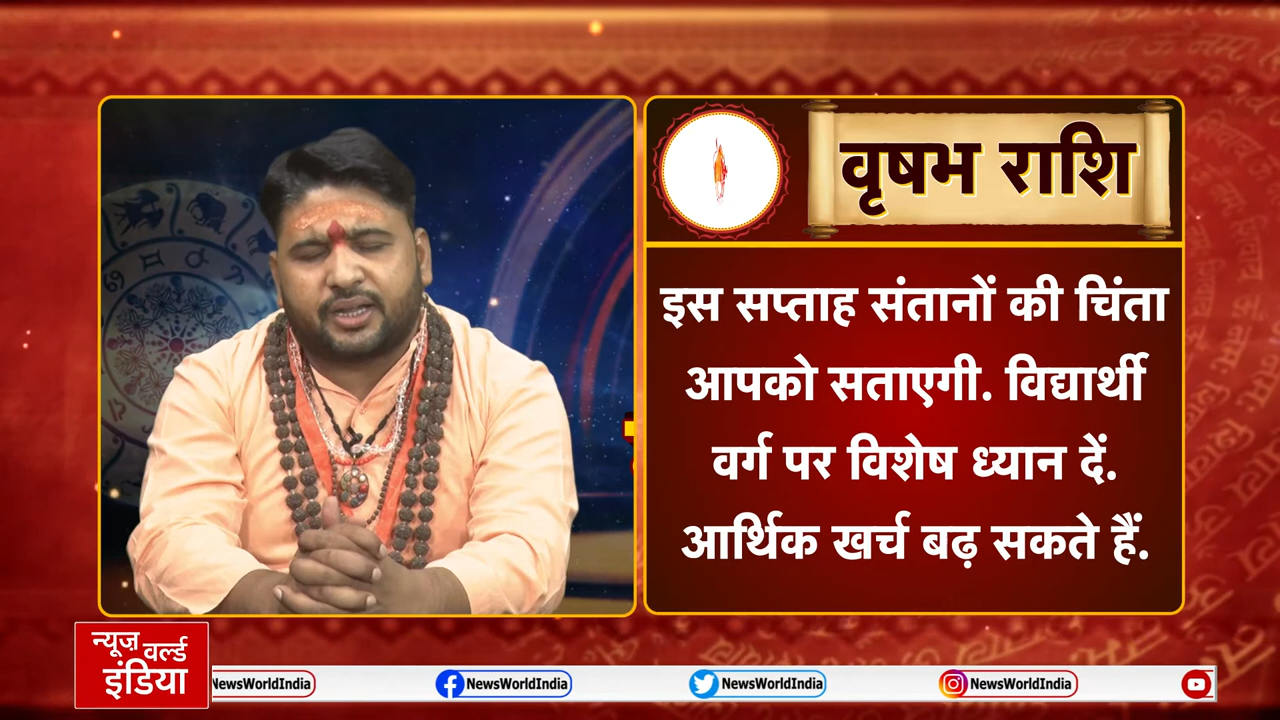 वृषभ राशि
इस सप्ताह संतानों की चिंता
आपको सताएगी. विद्यार्थी
वर्ग पर विशेष ध्यान दें.
आर्थिक खर्च बढ़ सकते हैं.
न्यूज़ वर्ल्ड
इंडिया
NewsWorldIndia
NewsWorldIndia
NewsWorldIndia
NewsWorldIndia